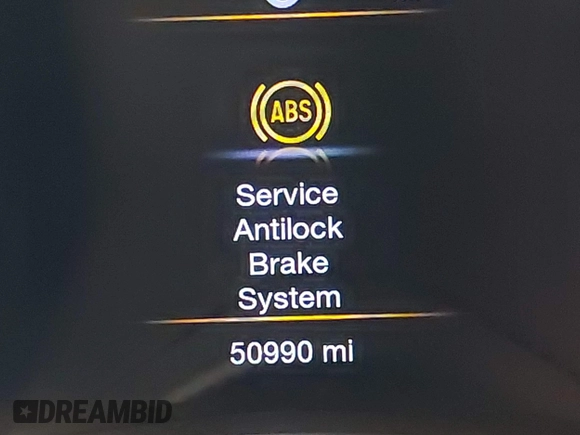 ABS
Service
Antilock
Brake
System
50990 mi
DREAMBID